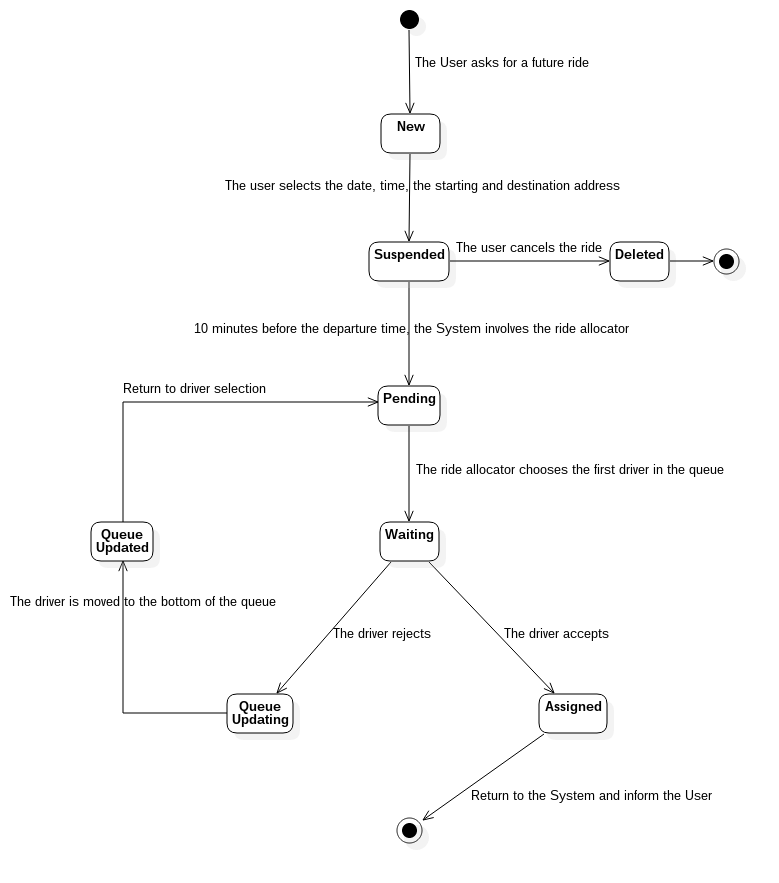 The User asks for a future ride
New
The user selects the date, time, the starting and destination address
The user cancels the ride
Suspended
Deleted
10 minutes before the departure time, the System involves the ride allocator
Return to driver selection
Pending
The ride allocator chooses the first driver in the queue
Queue
Updated
Waiting
The driver is moved to the bottom of the queue
The driver rejects
The driver accepts
Queue
Updating
Assigned
Return to the System and inform the User